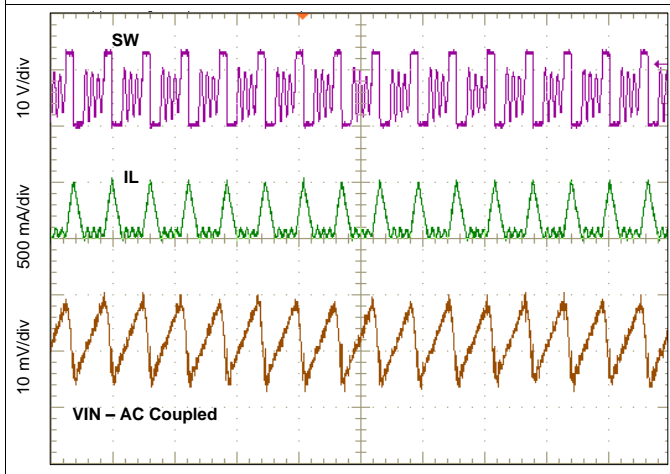 SW
10 V/div
IL
500 mA/div
10 mV/div
VIN – AC Coupled